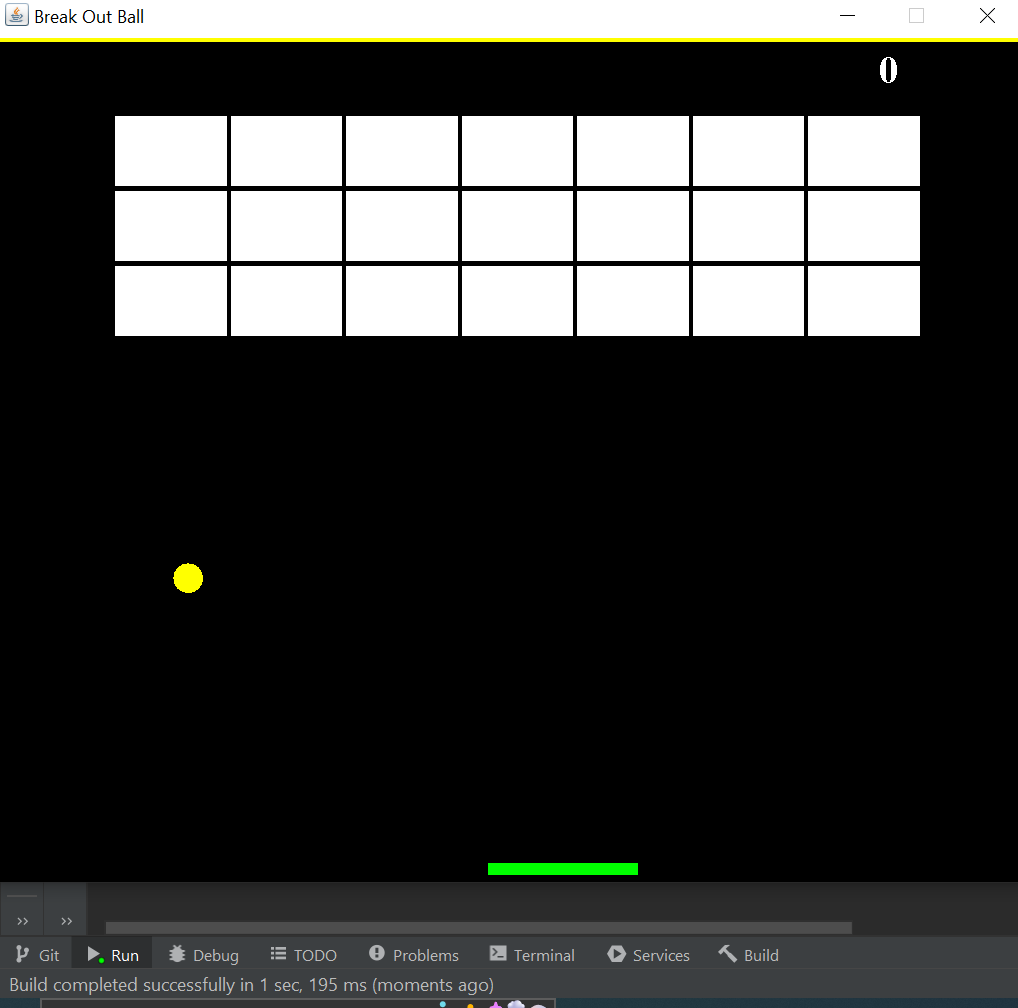 Break Out Ball
0
>> >>
Git Run Debug TODO Problems Terminal Services Build
Build completed successfully in 1 sec, 195 ms (moments ago)